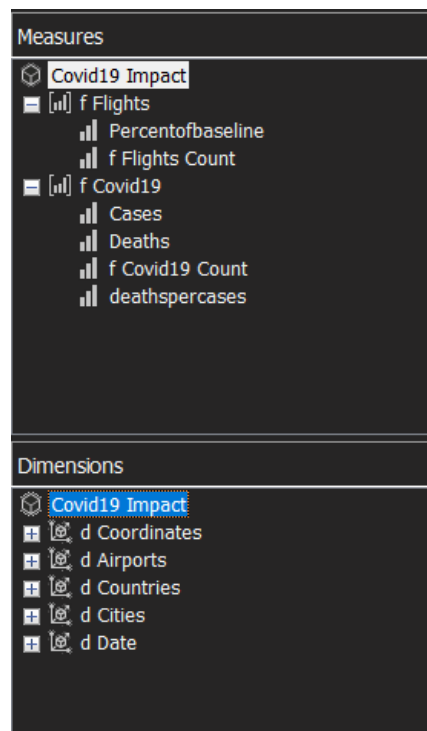 Measures
Covid19 Impact
f Flights
Percentofbaseline
f Flights Count
f Covid19
Cases
Deaths
f Covid19 Count
deathspercases
Dimensions
Covid19 Impact
d Coordinates
d Airports
d Countries
d Cities
d Date